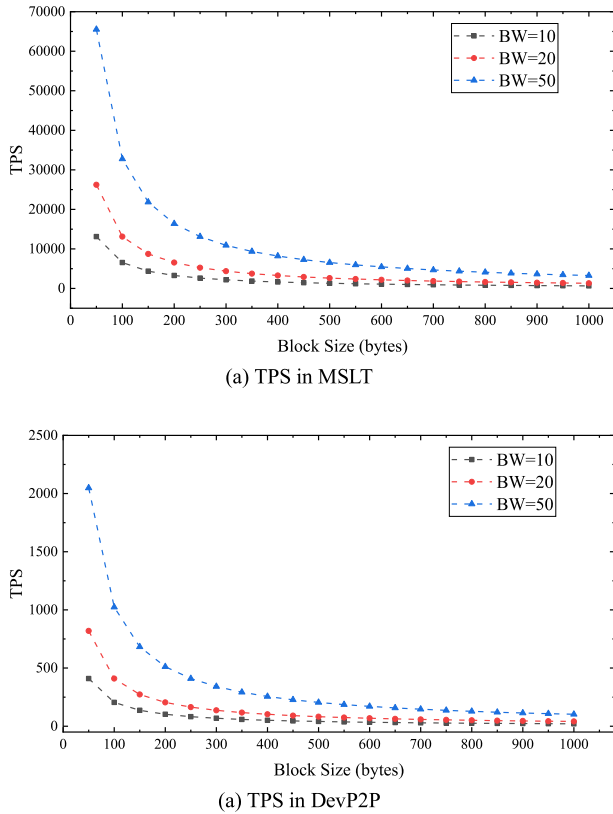 70000
60000
50000
40000
30000
20000
10000
0
TPS
BW=10
BW=20
BW=50
0 100 200 300 400 500 600 700 800 900 1000
Block Size (bytes)
(a) TPS in MSLT
2500
2000
1500
1000
500
0
TPS
BW=10
BW=20
BW=50
0 100 200 300 400 500 600 700 800 900 1000
Block Size (bytes)
(a) TPS in DevP2P